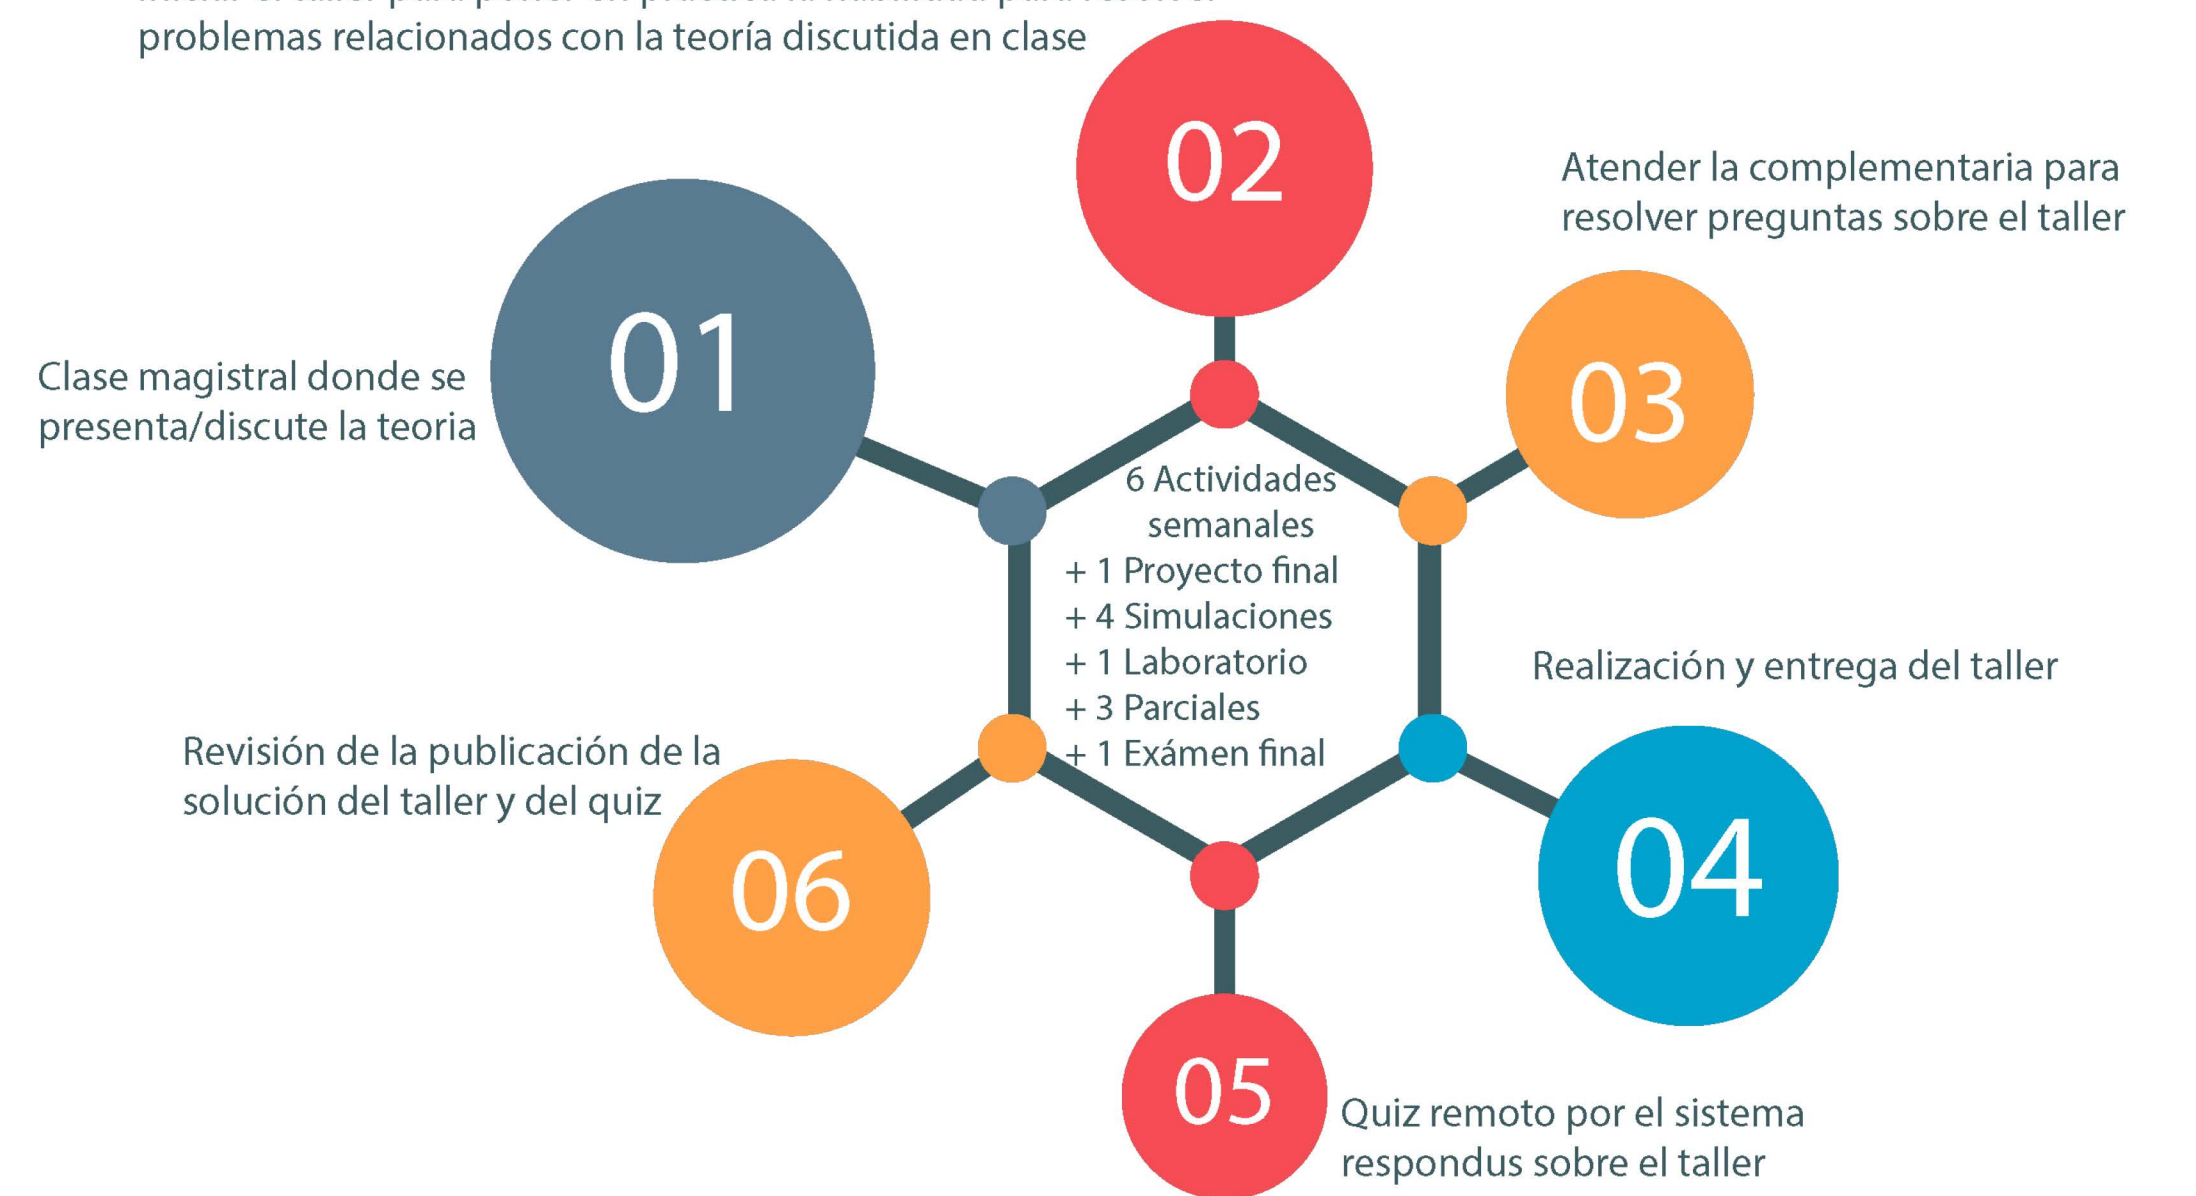 problemas relacionados con la teoría discutida en clase
02
Atender la complementaria para
resolver preguntas sobre el taller
01
03
Clase magistral donde se
presenta/discute la teoria
6 Actividades
semanales
+ 1 Proyecto final
+ 4 Simulaciones
+ 1 Laboratorio
+ 3 Parciales
+ 1 Exámen final
Realización y entrega del taller
04
Revisión de la publicación de la
solución del taller y del quiz
06
05
Quiz remoto por el sistema
respondus sobre el taller